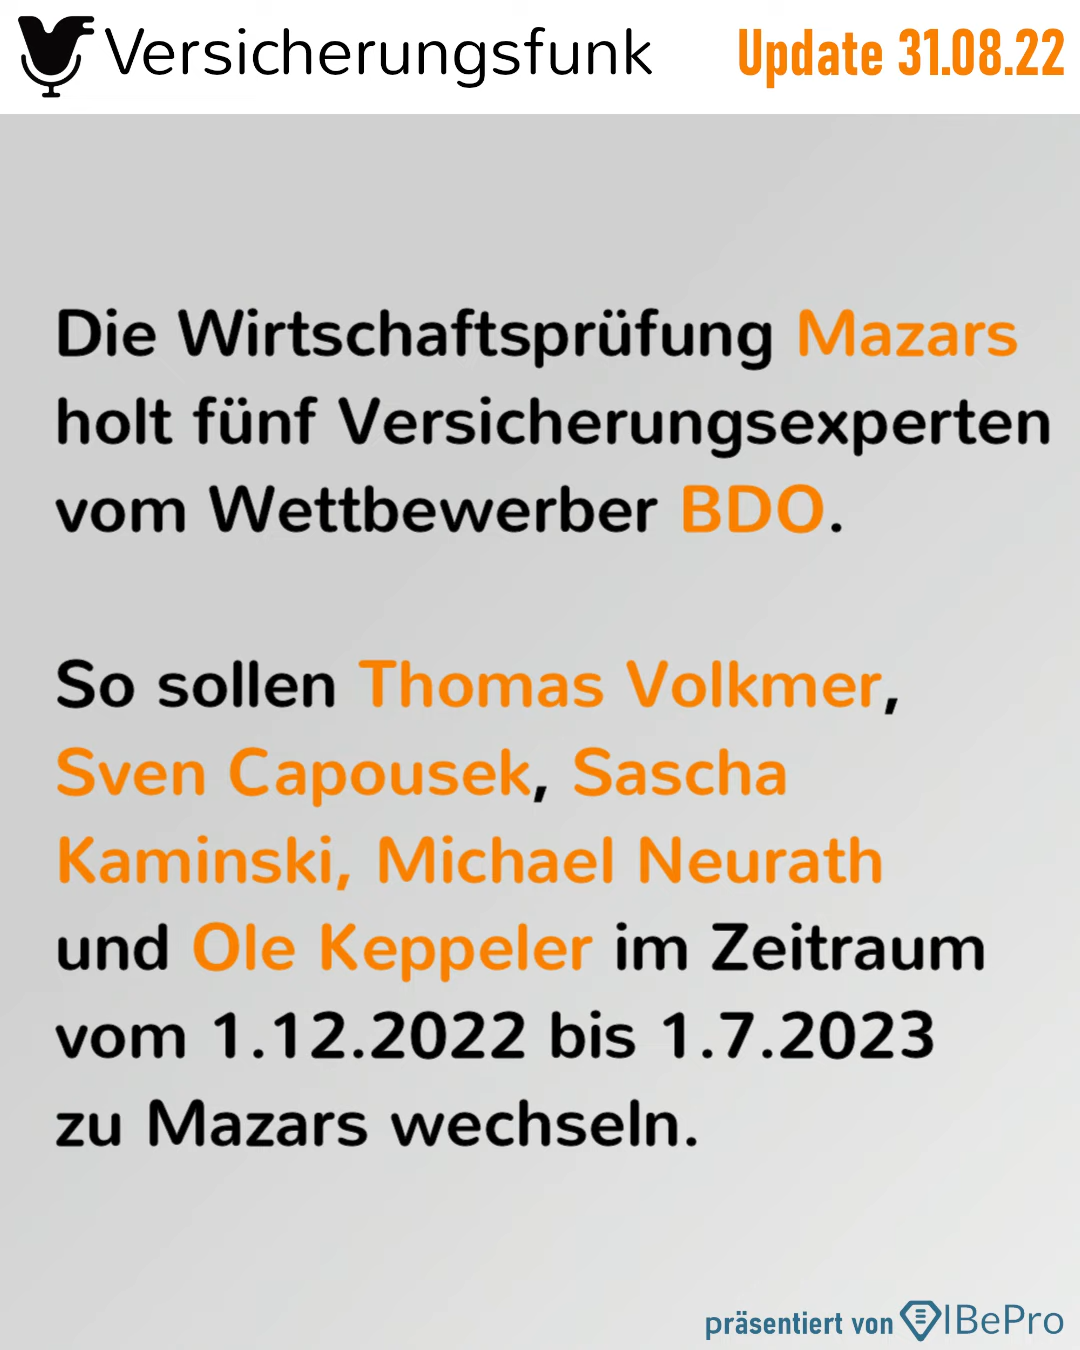 Versicherungsfunk
Update 31.08.22
Die Wirtschaftsprüfung Mazars
holt fünf Versicherungsexperten
vom Wettbewerber BDO.
So sollen Thomas Volkmer,
Sven Capousek, Sascha
Kaminski, Michael Neurath
und Ole Keppeler im Zeitraum
vom 1.12.2022 bis 1.7.2023
zu Mazars wechseln.
präsentiert von IBePro